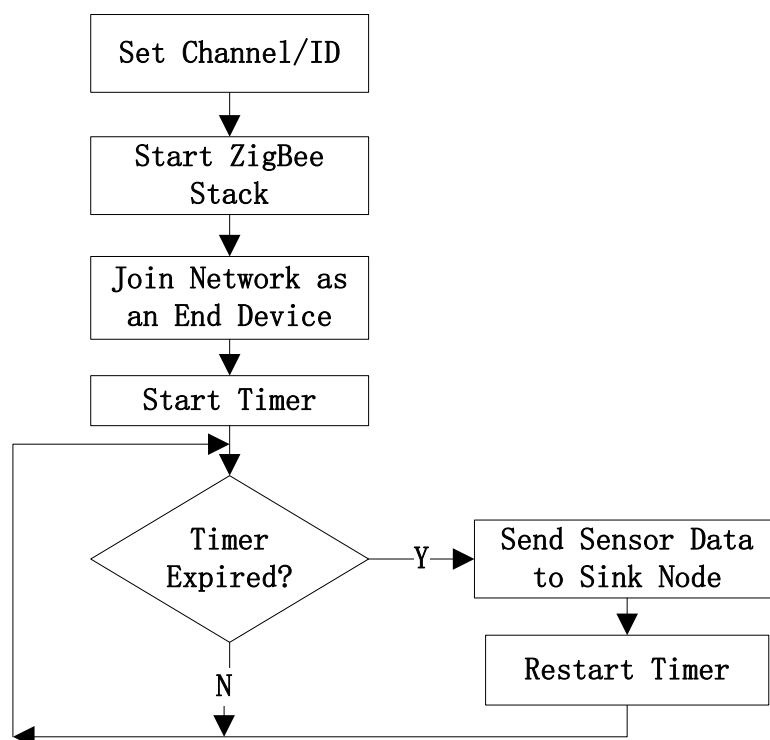 Set Channel/ID
Start ZigBee
Stack
Join Network as
an End Device
Start Timer
Timer
Expired?
Y
Send Sensor Data
to Sink Node
Restart Timer
N